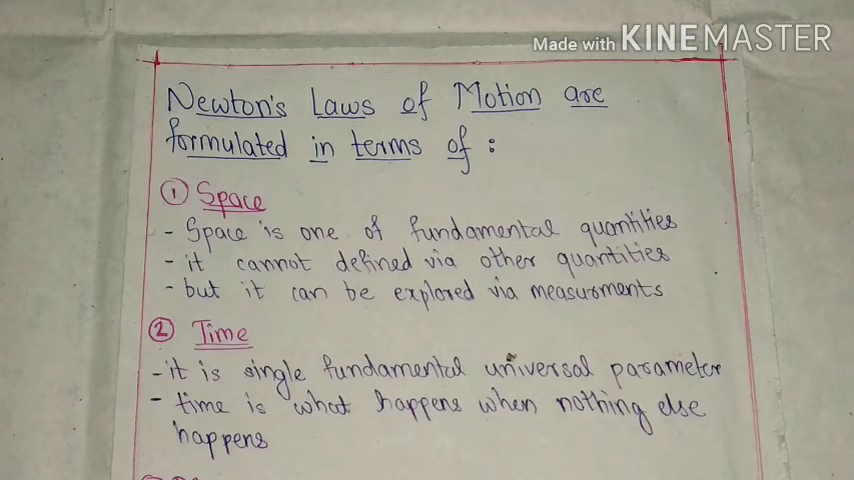 Made with KINEMASTER
Newton's Laws of Motion are
formulated in terms of :
① Space
- Space is one of fundamental quantities
- it cannot defined via other quantities
- but it can be explored via measurments
② Time
- it is single fundamental universal parameter
- time is what happens when nothing else
happens